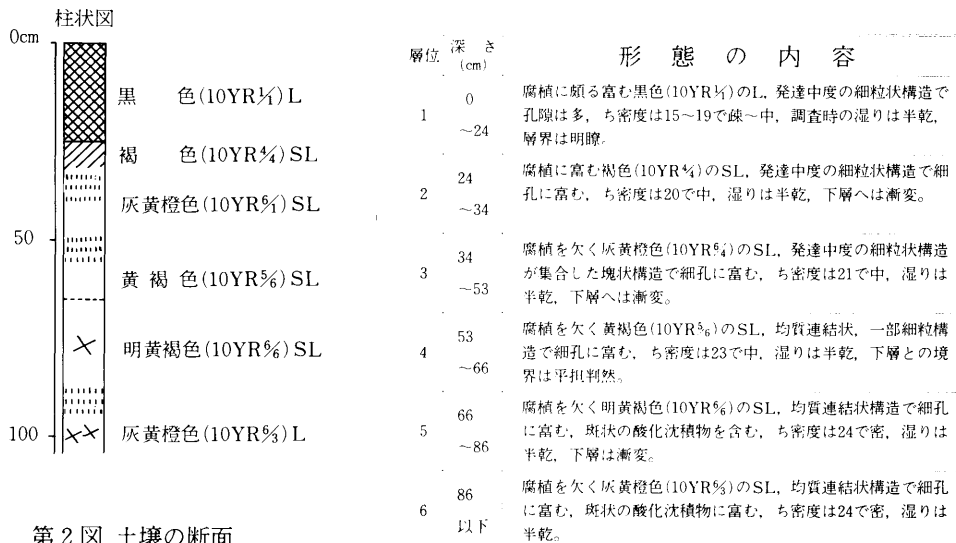 柱状図
0cm
黒 色(10YR1/1)L
褐 色(10YR4/4)SL
灰黄橙色(10YR6/1)SL
50
黄褐色(10YR5/6)SL
明黄褐色(10YR6/6)SL
100
灰黄橙色(10YR6/3)L
第2図 土壌の断面
層位 深さ(cm) 形態の内容
1 0~24
腐植に頗る富む黒色(10YR1/1)のL，発達中度の細粒状構造で
孔隙は多，ち密度は15~19で疎~中，調査時の湿りは半乾，
層界は明瞭。
2 24~34
腐植に富む褐色(10YR4/4)のSL，発達中度の細粒状構造で細
孔に富む，ち密度は20で中，湿りは半乾，下層へは漸変。
3 34~53
腐植を欠く灰黄橙色(10YR6/4)のSL，発達中度の細粒状構造
が集合した塊状構造で細孔に富む，ち密度は21で中，湿りは
半乾，下層へは漸変。
4 53~66
腐植を欠く黄褐色(10YR5/6)のSL，均質連結状，一部細粒構
造で細孔に富む，ち密度は23で中，湿りは半乾，下層との境
界は平担判然。
5 66~86
腐植を欠く明黄褐色(10YR6/6)のSL，均質連結状構造で細孔
に富む，斑状の酸化沈積物を含む，ち密度は24で密，湿りは
半乾，下層は漸変。
6 86以下
腐植を欠く灰黄橙色(10YR6/3)のSL，均質連結状構造で細孔
に富む，斑状の酸化沈積物に富む，ち密度は24で密，湿りは
半乾。